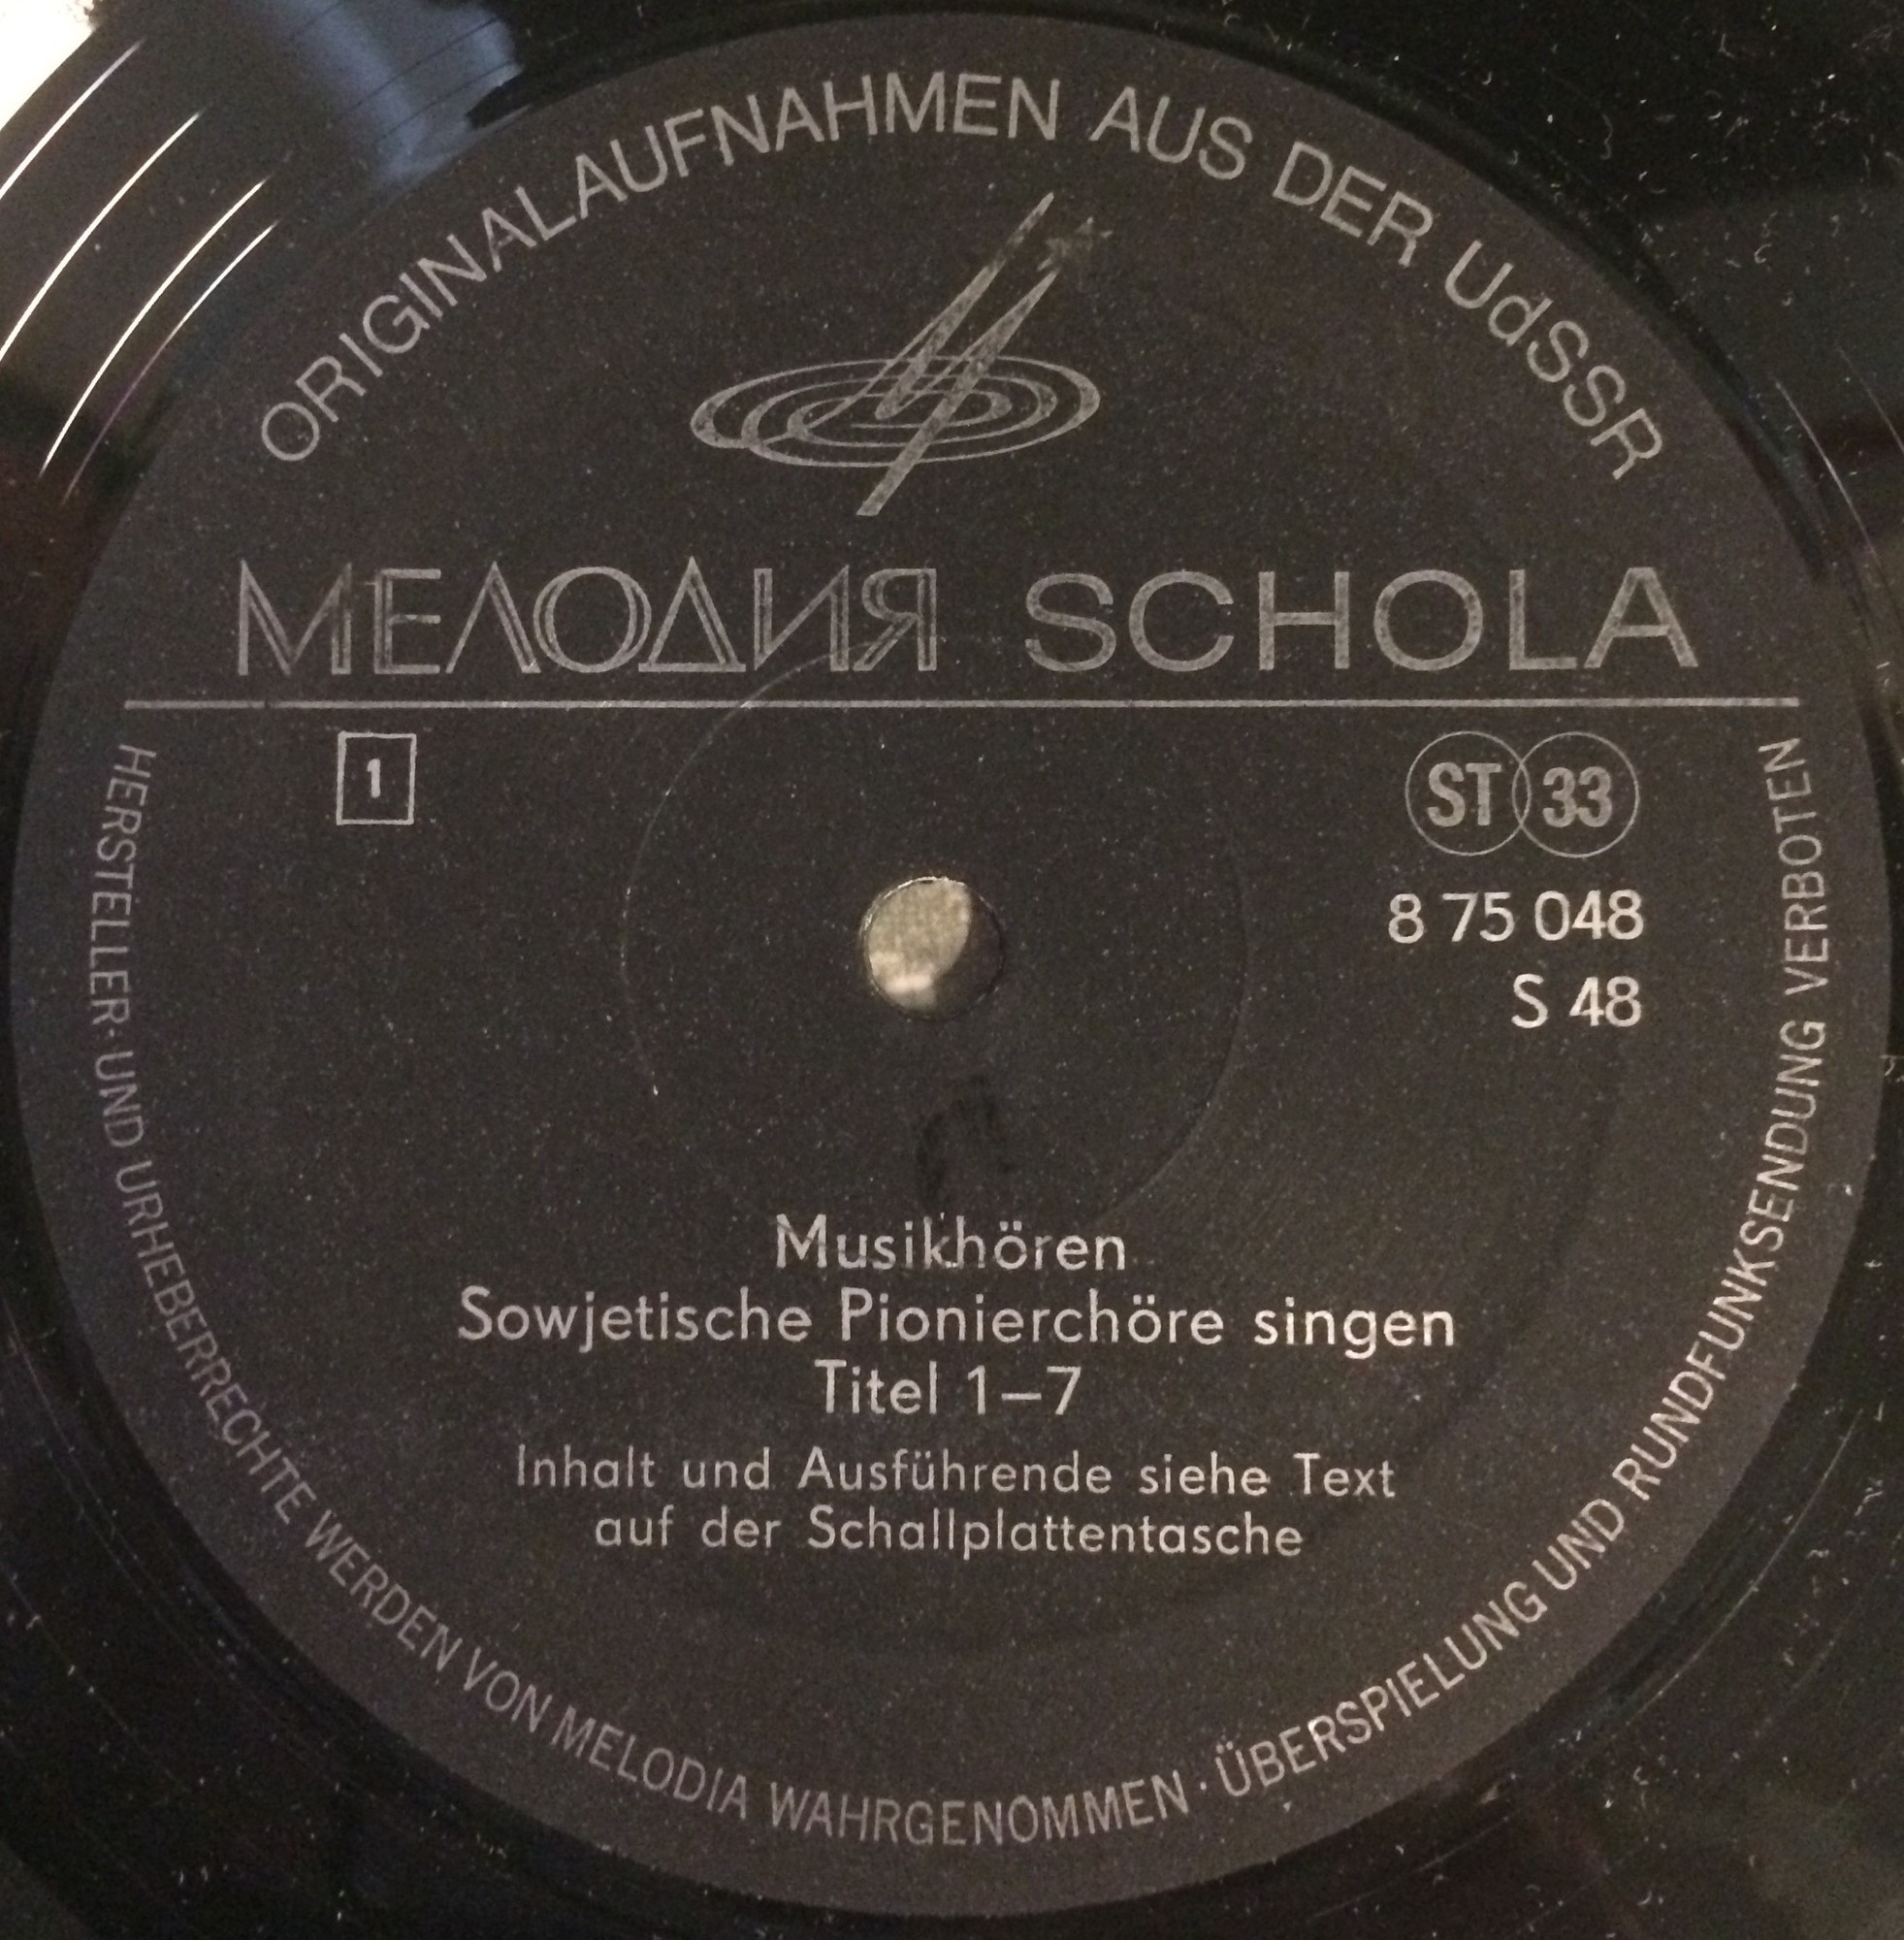 ORIGINALAUFNAHMEN AUS DER UdSSR
МЕЛОДИЯ SCHOLA
1
ST 33
8 75 048
S 48
Musikhören
Sowjetische Pionierchöre singen
Titel 1–7
Inhalt und Ausführende siehe Text
auf der Schallplattentasche
HERSTELLER- UND URHEBERRECHTE WERDEN VON MELODIA WAHRGENOMMEN · ÜBERSPIELUNG UND RUNDFUNKSENDUNG VERBOTEN